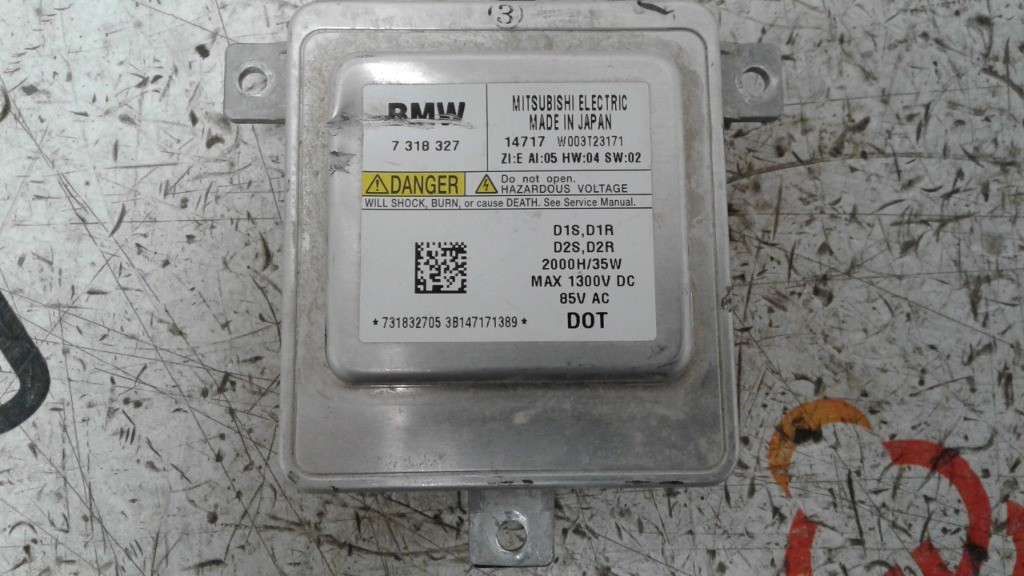 (3)
BMW
7 318 327
MITSUBISHI ELECTRIC
MADE IN JAPAN
14717 W003T23171
ZI:E AI:05 HW:04 SW:02
DANGER
Do not open.
HAZARDOUS VOLTAGE
WILL SHOCK, BURN, or cause DEATH. See Service Manual.
D1S,D1R
D2S,D2R
2000H/35W
MAX 1300V DC
85V AC
*731832705 3B147171389*
DOT